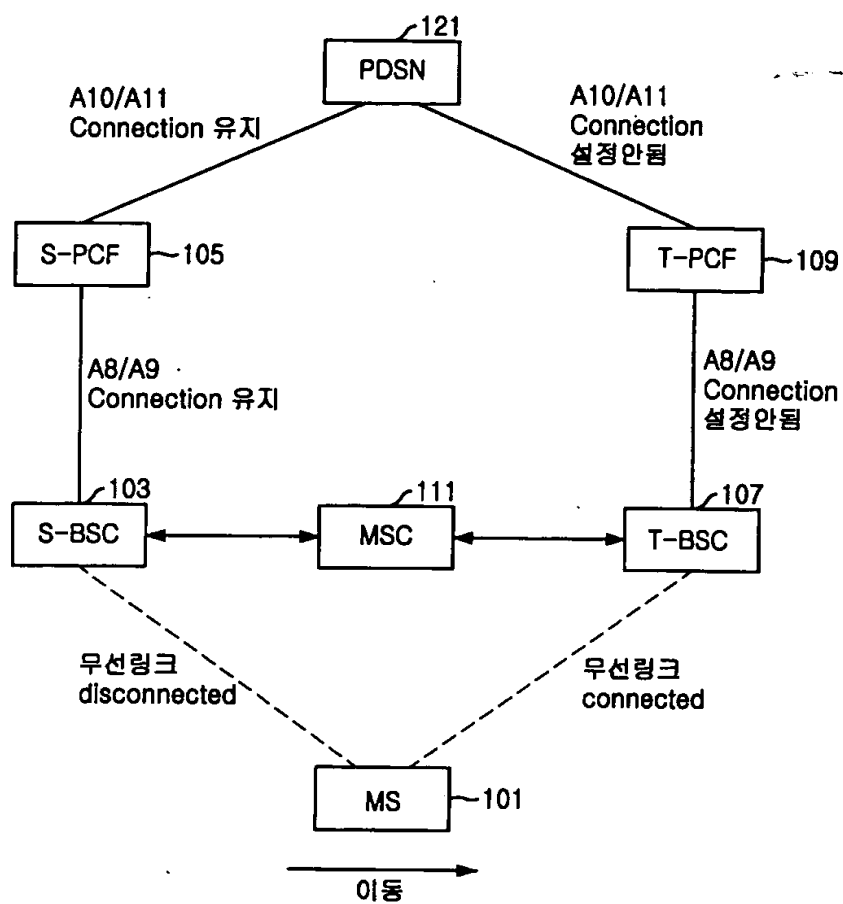 121
PDSN
A10/A11
Connection 유지
A10/A11
Connection
설정안됨
S-PCF
105
T-PCF
109
A8/A9
Connection 유지
A8/A9
Connection
설정안됨
103
S-BSC
111
MSC
107
T-BSC
무선링크
disconnected
무선링크
connected
MS
101
이동